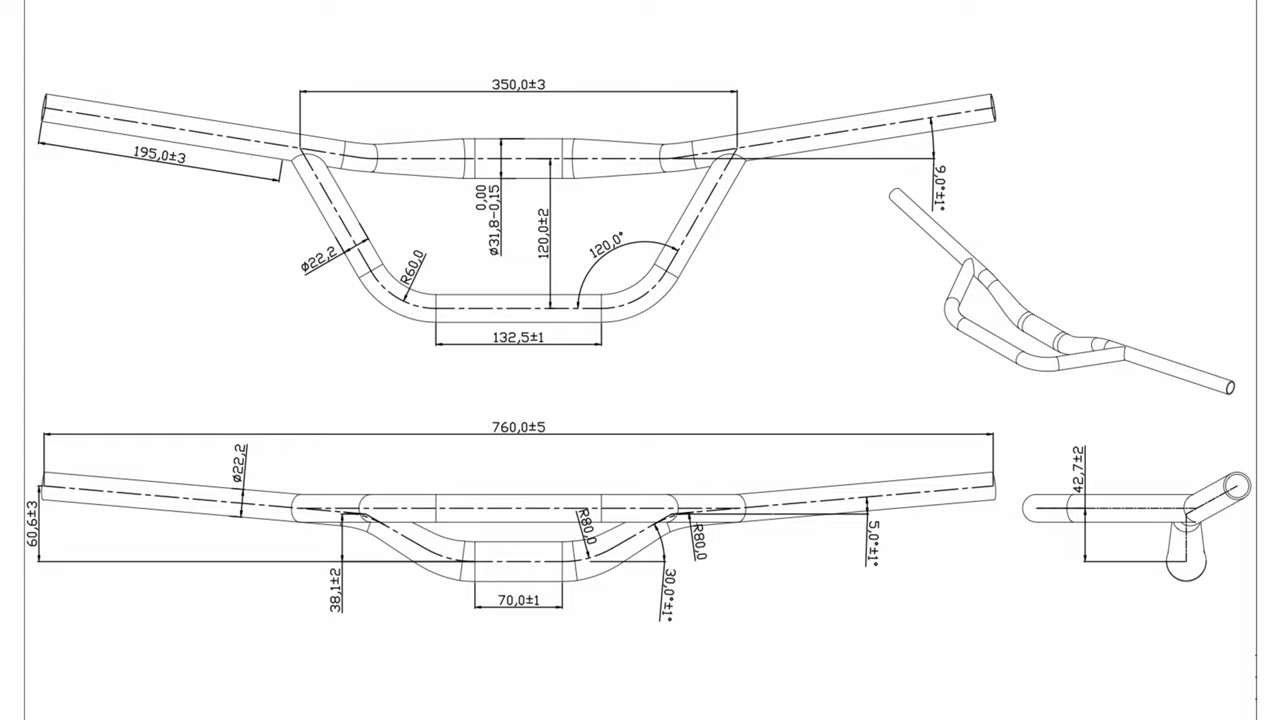 350,0±3
195,0±3
9,0°±1°
0,00
ø31,8-0,15
120,0±2
120,0°
ø22,2
R60,0
132,5±1
760,0±5
ø22,2
42,7±2
60,6±3
R80,0
R80,0
5,0°±1°
38,1±2
30,0°±1°
70,0±1